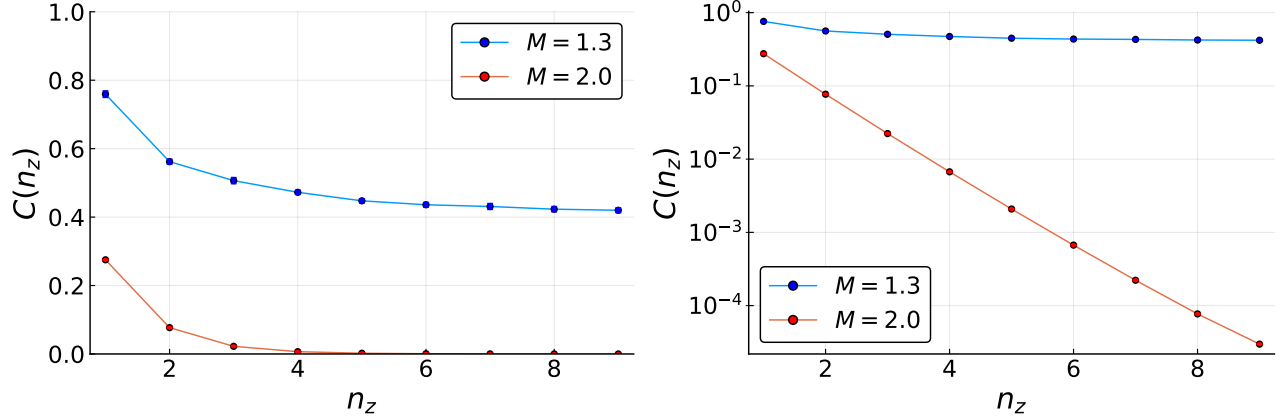 1.0
0.8
0.6
0.4
0.2
0.0
C(n_z)
M = 1.3
M = 2.0
2
4
6
8
n_z
10^0
10^{-1}
10^{-2}
10^{-3}
10^{-4}
C(n_z)
M = 1.3
M = 2.0
2
4
6
8
n_z